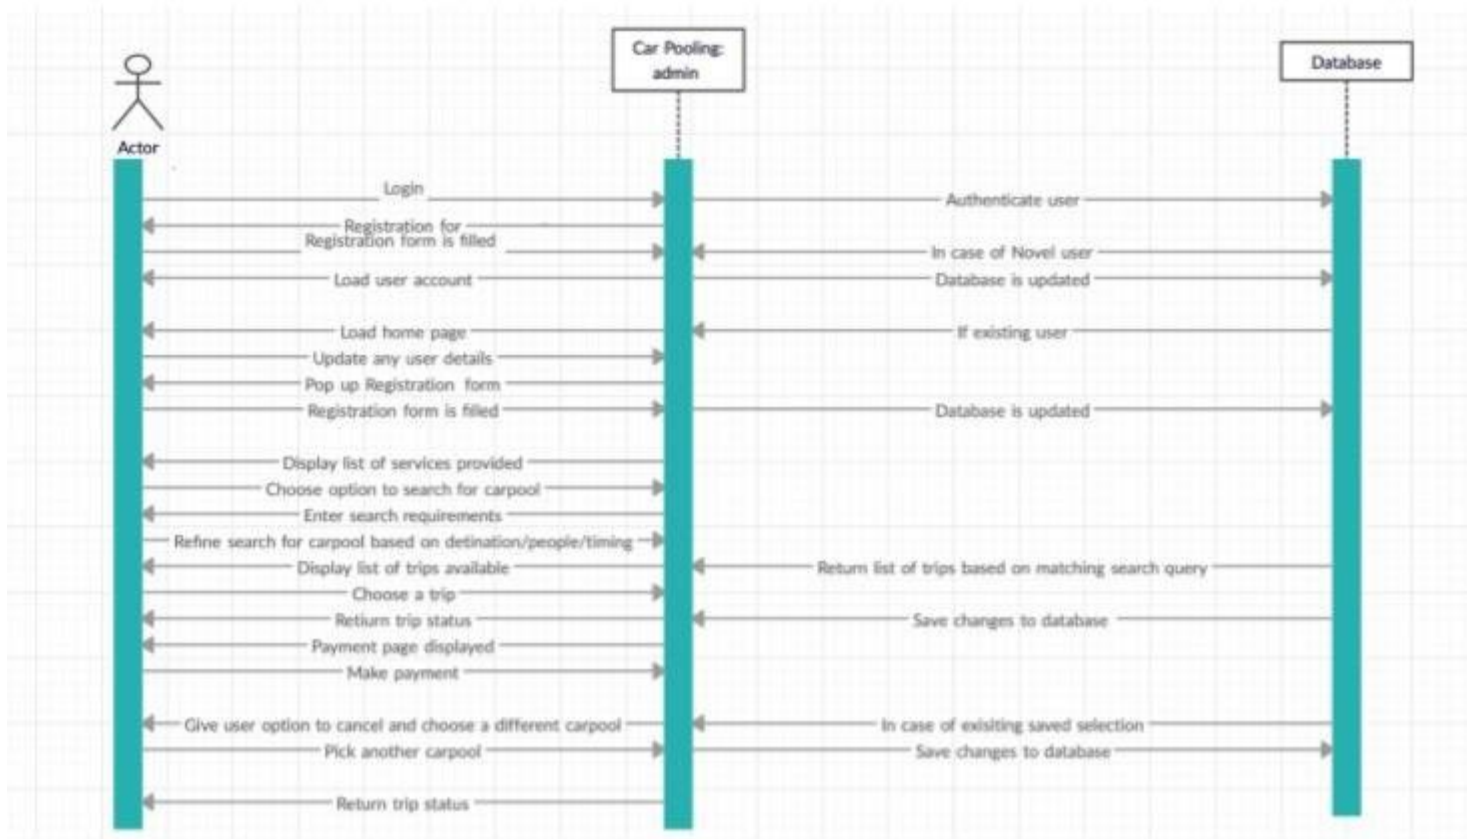 Car Pooling:
admin
Database
Actor
Login
Authenticate user
Registration for
Registration form is filled
In case of Novel user
Load user account
Database is updated
Load home page
If existing user
Update any user details
Pop up Registration form
Registration form is filled
Database is updated
Display list of services provided
Choose option to search for carpool
Enter search requirements
Refine search for carpool based on detination/people/timing
Display list of trips available
Return list of trips based on matching search query
Choose a trip
Retiurn trip status
Save changes to database
Payment page displayed
Make payment
Give user option to cancel and choose a different carpool
In case of exisiting saved selection
Pick another carpool
Save changes to database
Return trip status